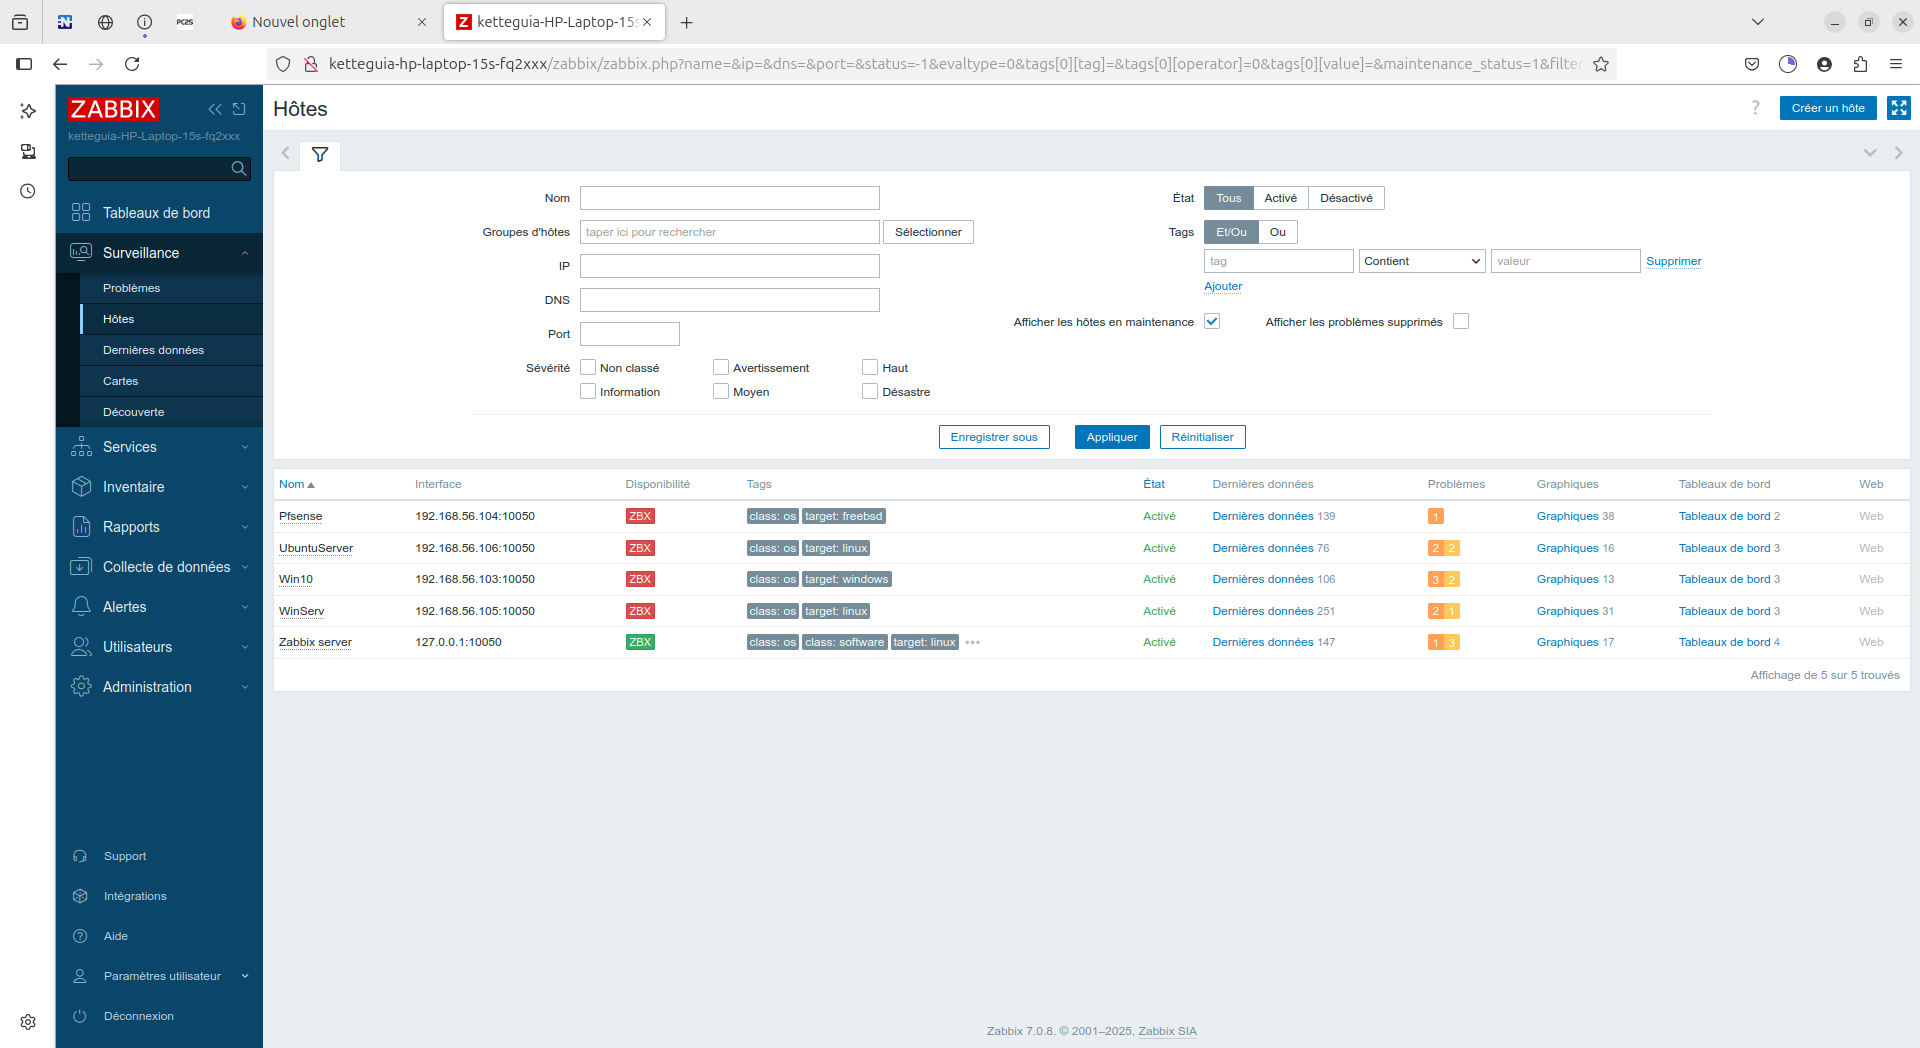 Nouvel onglet
ketteguia-HP-Laptop-15s
PC2S
ketteguia-hp-laptop-15s-fq2xxx/zabbix/zabbix.php?name=&ip=&dns=&port=&status=-1&evaltype=0&tags[0][tag]=&tags[0][operator]=0&tags[0][value]=&maintenance_status=1&filter
ZABBIX
ketteguia-HP-Laptop-15s-fq2xxx
Tableaux de bord
Surveillance
Problèmes
Hôtes
Dernières données
Cartes
Découverte
Services
Inventaire
Rapports
Collecte de données
Alertes
Utilisateurs
Administration
Support
Intégrations
Aide
Paramètres utilisateur
Déconnexion
Hôtes
? Créer un hôte
Nom
Groupes d'hôtes taper ici pour rechercher Sélectionner
IP
DNS
Port
Sévérité Non classé Avertissement Haut
Information Moyen Désastre
État Tous Activé Désactivé
Tags Et/Ou Ou
tag Contient valeur Supprimer
Ajouter
Afficher les hôtes en maintenance Afficher les problèmes supprimés
Enregistrer sous Appliquer Réinitialiser
Nom Interface Disponibilité Tags État Dernières données Problèmes Graphiques Tableaux de bord Web
Pfsense 192.168.56.104:10050 ZBX class: os target: freebsd Activé Dernières données 139 1 Graphiques 38 Tableaux de bord 2 Web
UbuntuServer 192.168.56.106:10050 ZBX class: os target: linux Activé Dernières données 76 2 2 Graphiques 16 Tableaux de bord 3 Web
Win10 192.168.56.103:10050 ZBX class: os target: windows Activé Dernières données 106 3 2 Graphiques 13 Tableaux de bord 3 Web
WinServ 192.168.56.105:10050 ZBX class: os target: linux Activé Dernières données 251 2 1 Graphiques 31 Tableaux de bord 3 Web
Zabbix server 127.0.0.1:10050 ZBX class: os class: software target: linux ••• Activé Dernières données 147 1 3 Graphiques 17 Tableaux de bord 4 Web
Affichage de 5 sur 5 trouvés
Zabbix 7.0.8. © 2001–2025, Zabbix SIA